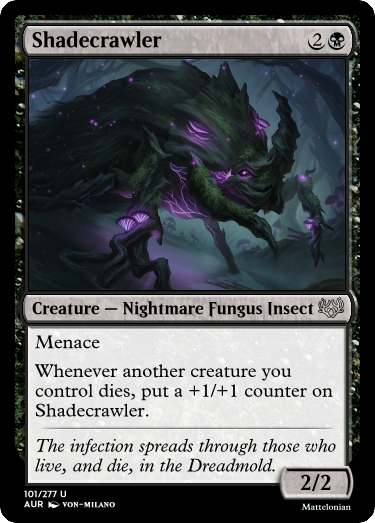 Shadecrawler 2
Creature — Nightmare Fungus Insect
Menace
Whenever another creature you
control dies, put a +1/+1 counter on
Shadecrawler.
The infection spreads through those who
live, and die, in the Dreadmold.
2/2
101/277 U
AUR VON-MILANO
Mattelonian